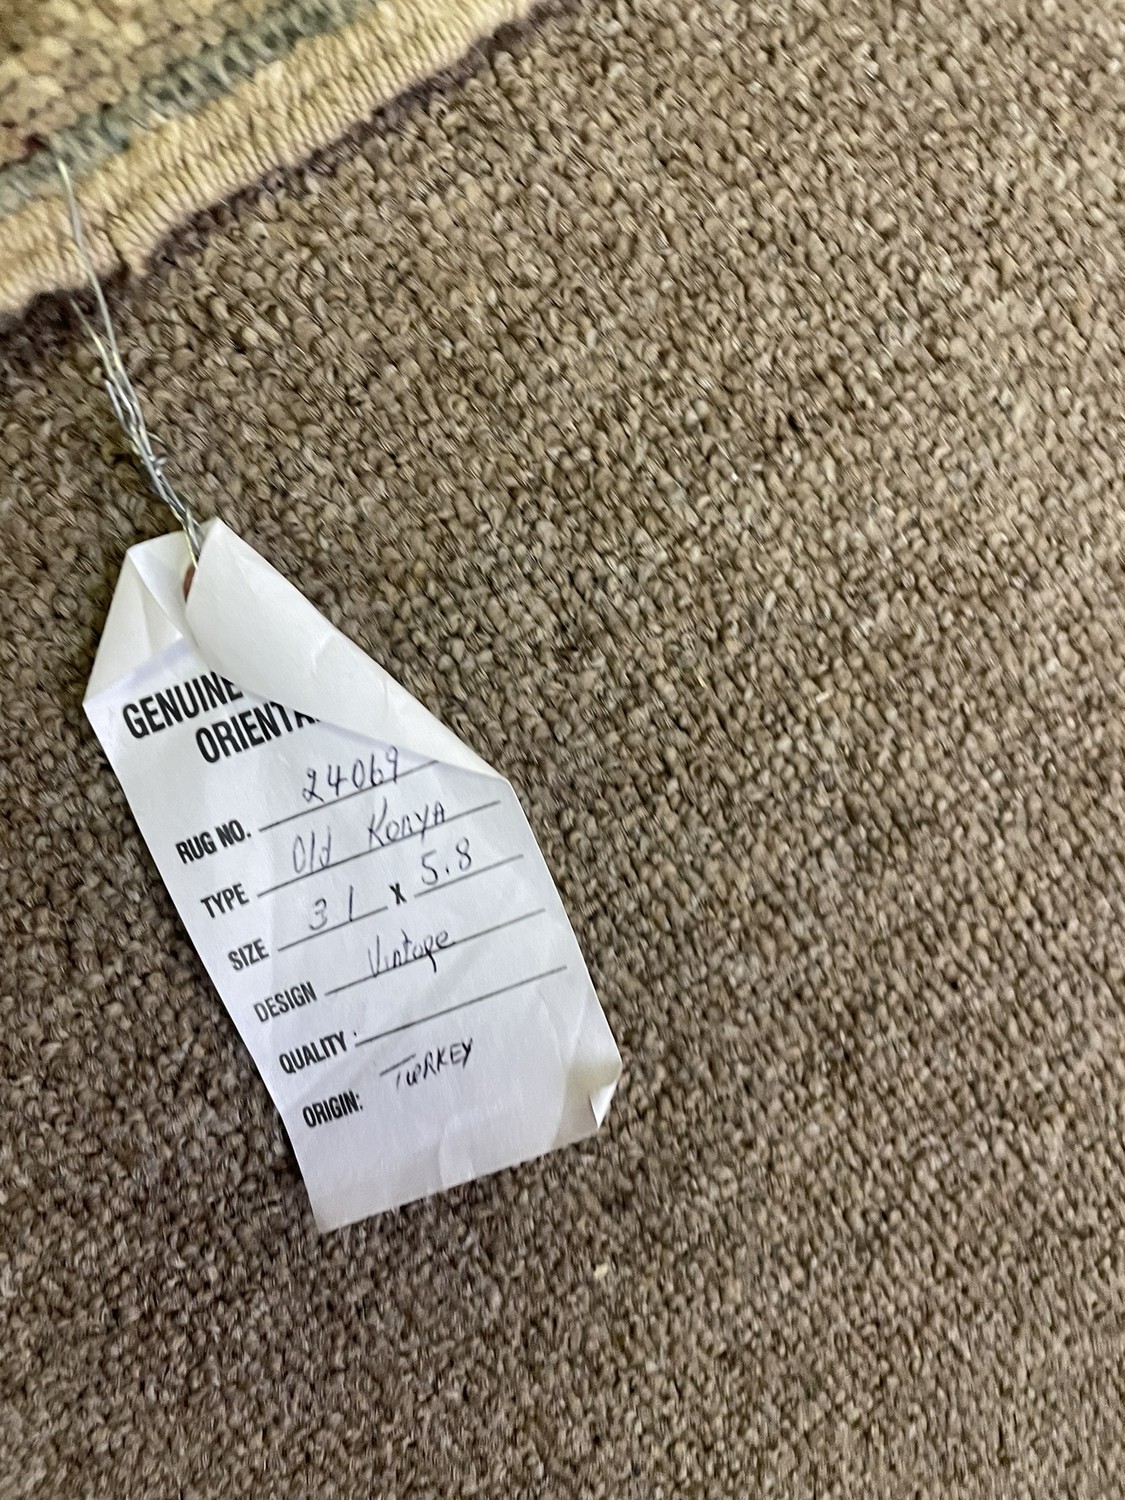 GENUINE
ORIENTA
RUG NO. 24069
TYPE Old Konya
SIZE 3 1 x 5.8
DESIGN Vintage
QUALITY :
ORIGIN: TURKEY